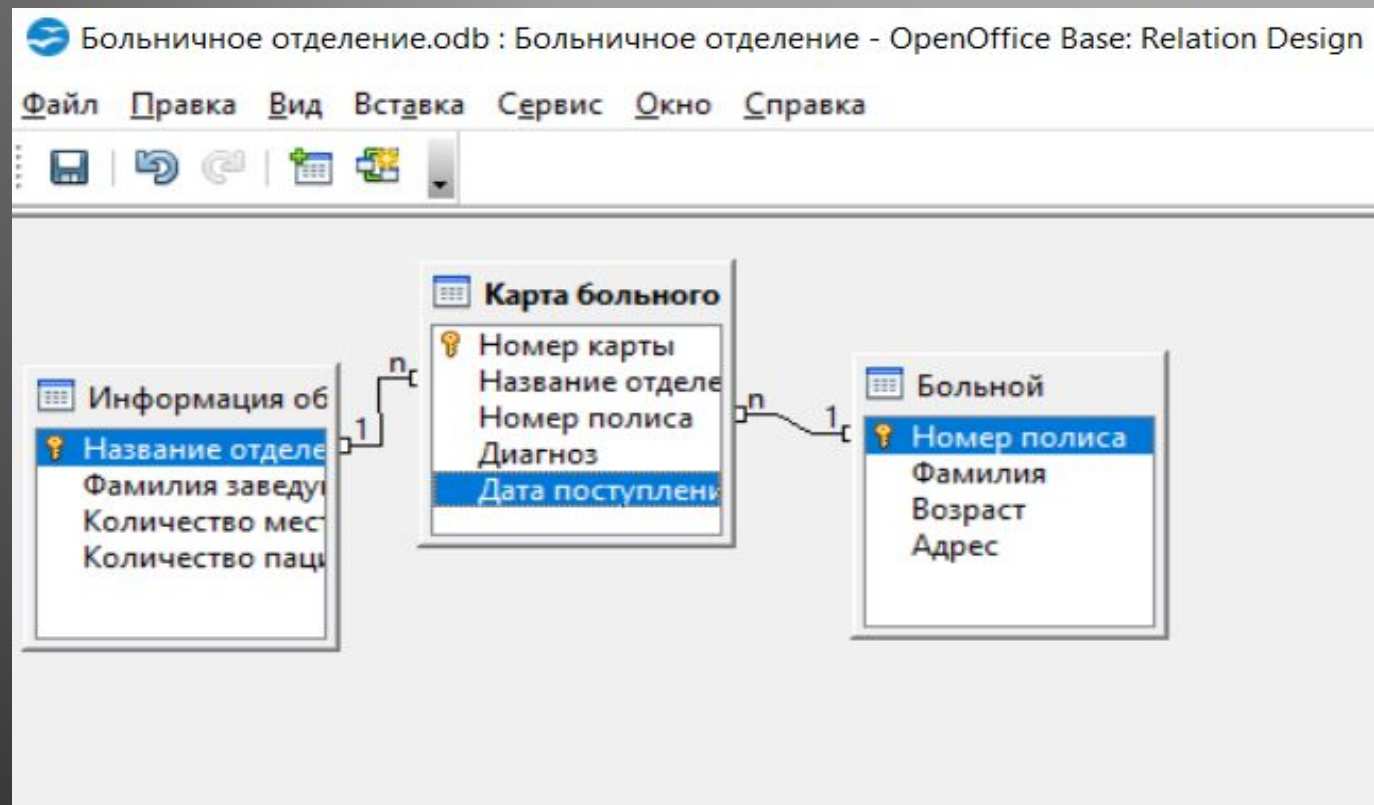 Больничное отделение.odb : Больничное отделение - OpenOffice Base: Relation Design
Файл Правка Вид Вставка Сервис Окно Справка
Информация об
Название отделе
Фамилия заведу
Количество мест
Количество паци
1
n
Карта больного
Номер карты
Название отделе
Номер полиса
Диагноз
Дата поступлени
n
1
Больной
Номер полиса
Фамилия
Возраст
Адрес